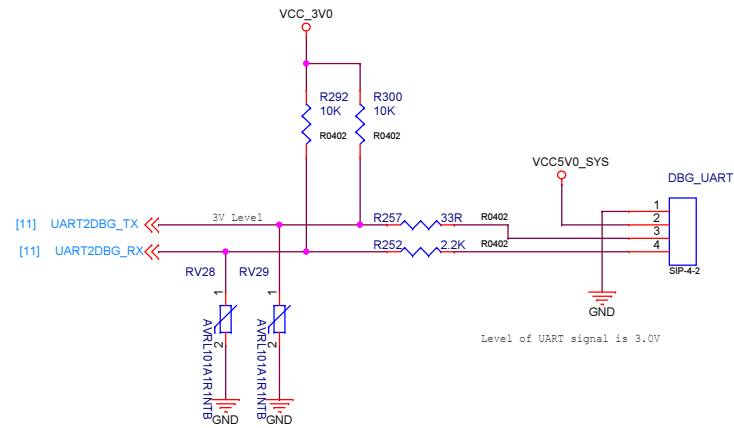 VCC_3V0
R292
10K
R0402
R300
10K
R0402
VCC5V0_SYS
DBG_UART
[11] UART2DBG_TX
3V Level
R257
33R
R0402
1
2
3
4
[11] UART2DBG_RX
R252
2.2K
R0402
SIP-4-2
RV28
1
2
AVRL101A1R1NTB
GND
RV29
1
2
AVRL101A1R1NTB
GND
GND
Level of UART signal is 3.0V